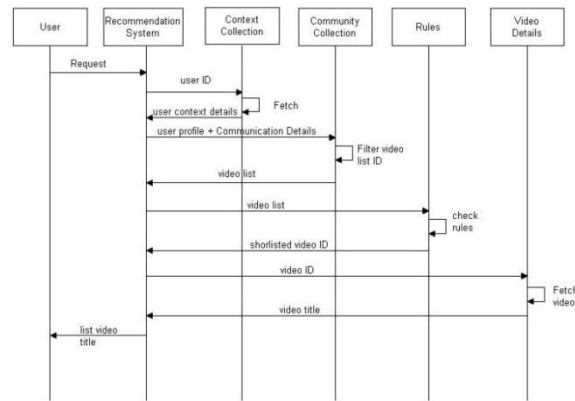 User
Recommendation
System
Context
Collection
Community
Collection
Rules
Video
Details
Request
user ID
Fetch
user context details
user profile + Communication Details
Filter video
list ID
video list
video list
check
rules
shorlisted video ID
video ID
Fetch
video
video title
list video
title